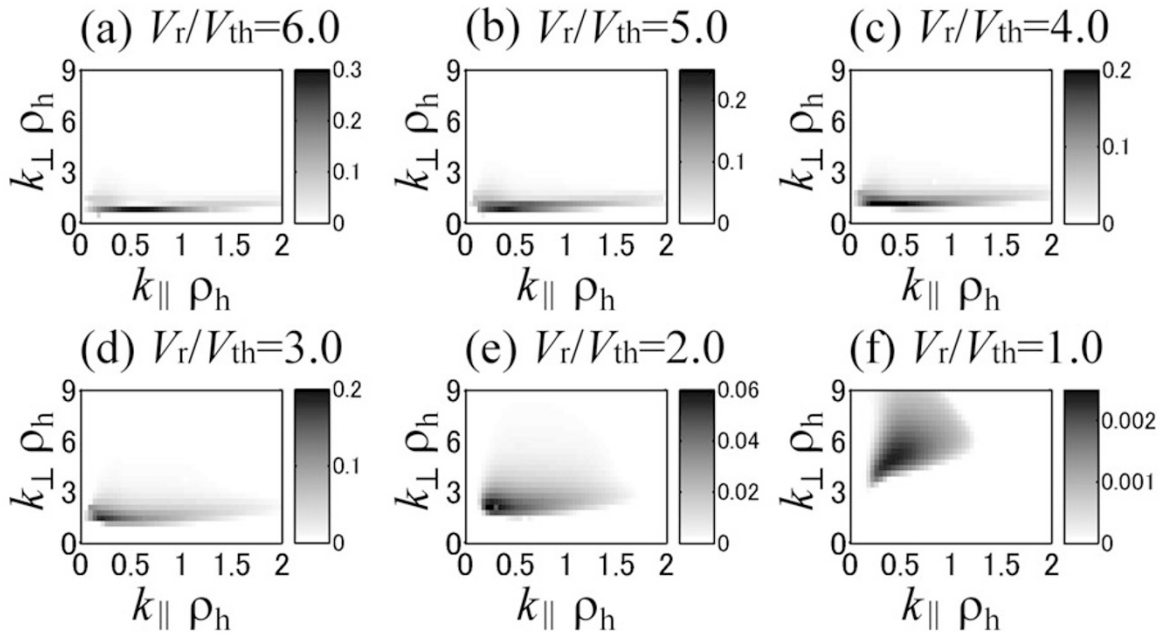 (a) Vr/Vth=6.0
(b) Vr/Vth=5.0
(c) Vr/Vth=4.0
9
6
3
0
k⊥ ρh
0 0.5 1 1.5 2
k∥ ρh
0.3
0.2
0.1
0
9
6
3
0
k⊥ ρh
0 0.5 1 1.5 2
k∥ ρh
0.2
0.1
0
9
6
3
0
k⊥ ρh
0 0.5 1 1.5 2
k∥ ρh
0.2
0.1
0
(d) Vr/Vth=3.0
(e) Vr/Vth=2.0
(f) Vr/Vth=1.0
9
6
3
0
k⊥ ρh
0 0.5 1 1.5 2
k∥ ρh
0.2
0.1
0
9
6
3
0
k⊥ ρh
0 0.5 1 1.5 2
k∥ ρh
0.06
0.04
0.02
0
9
6
3
0
k⊥ ρh
0 0.5 1 1.5 2
k∥ ρh
0.002
0.001
0